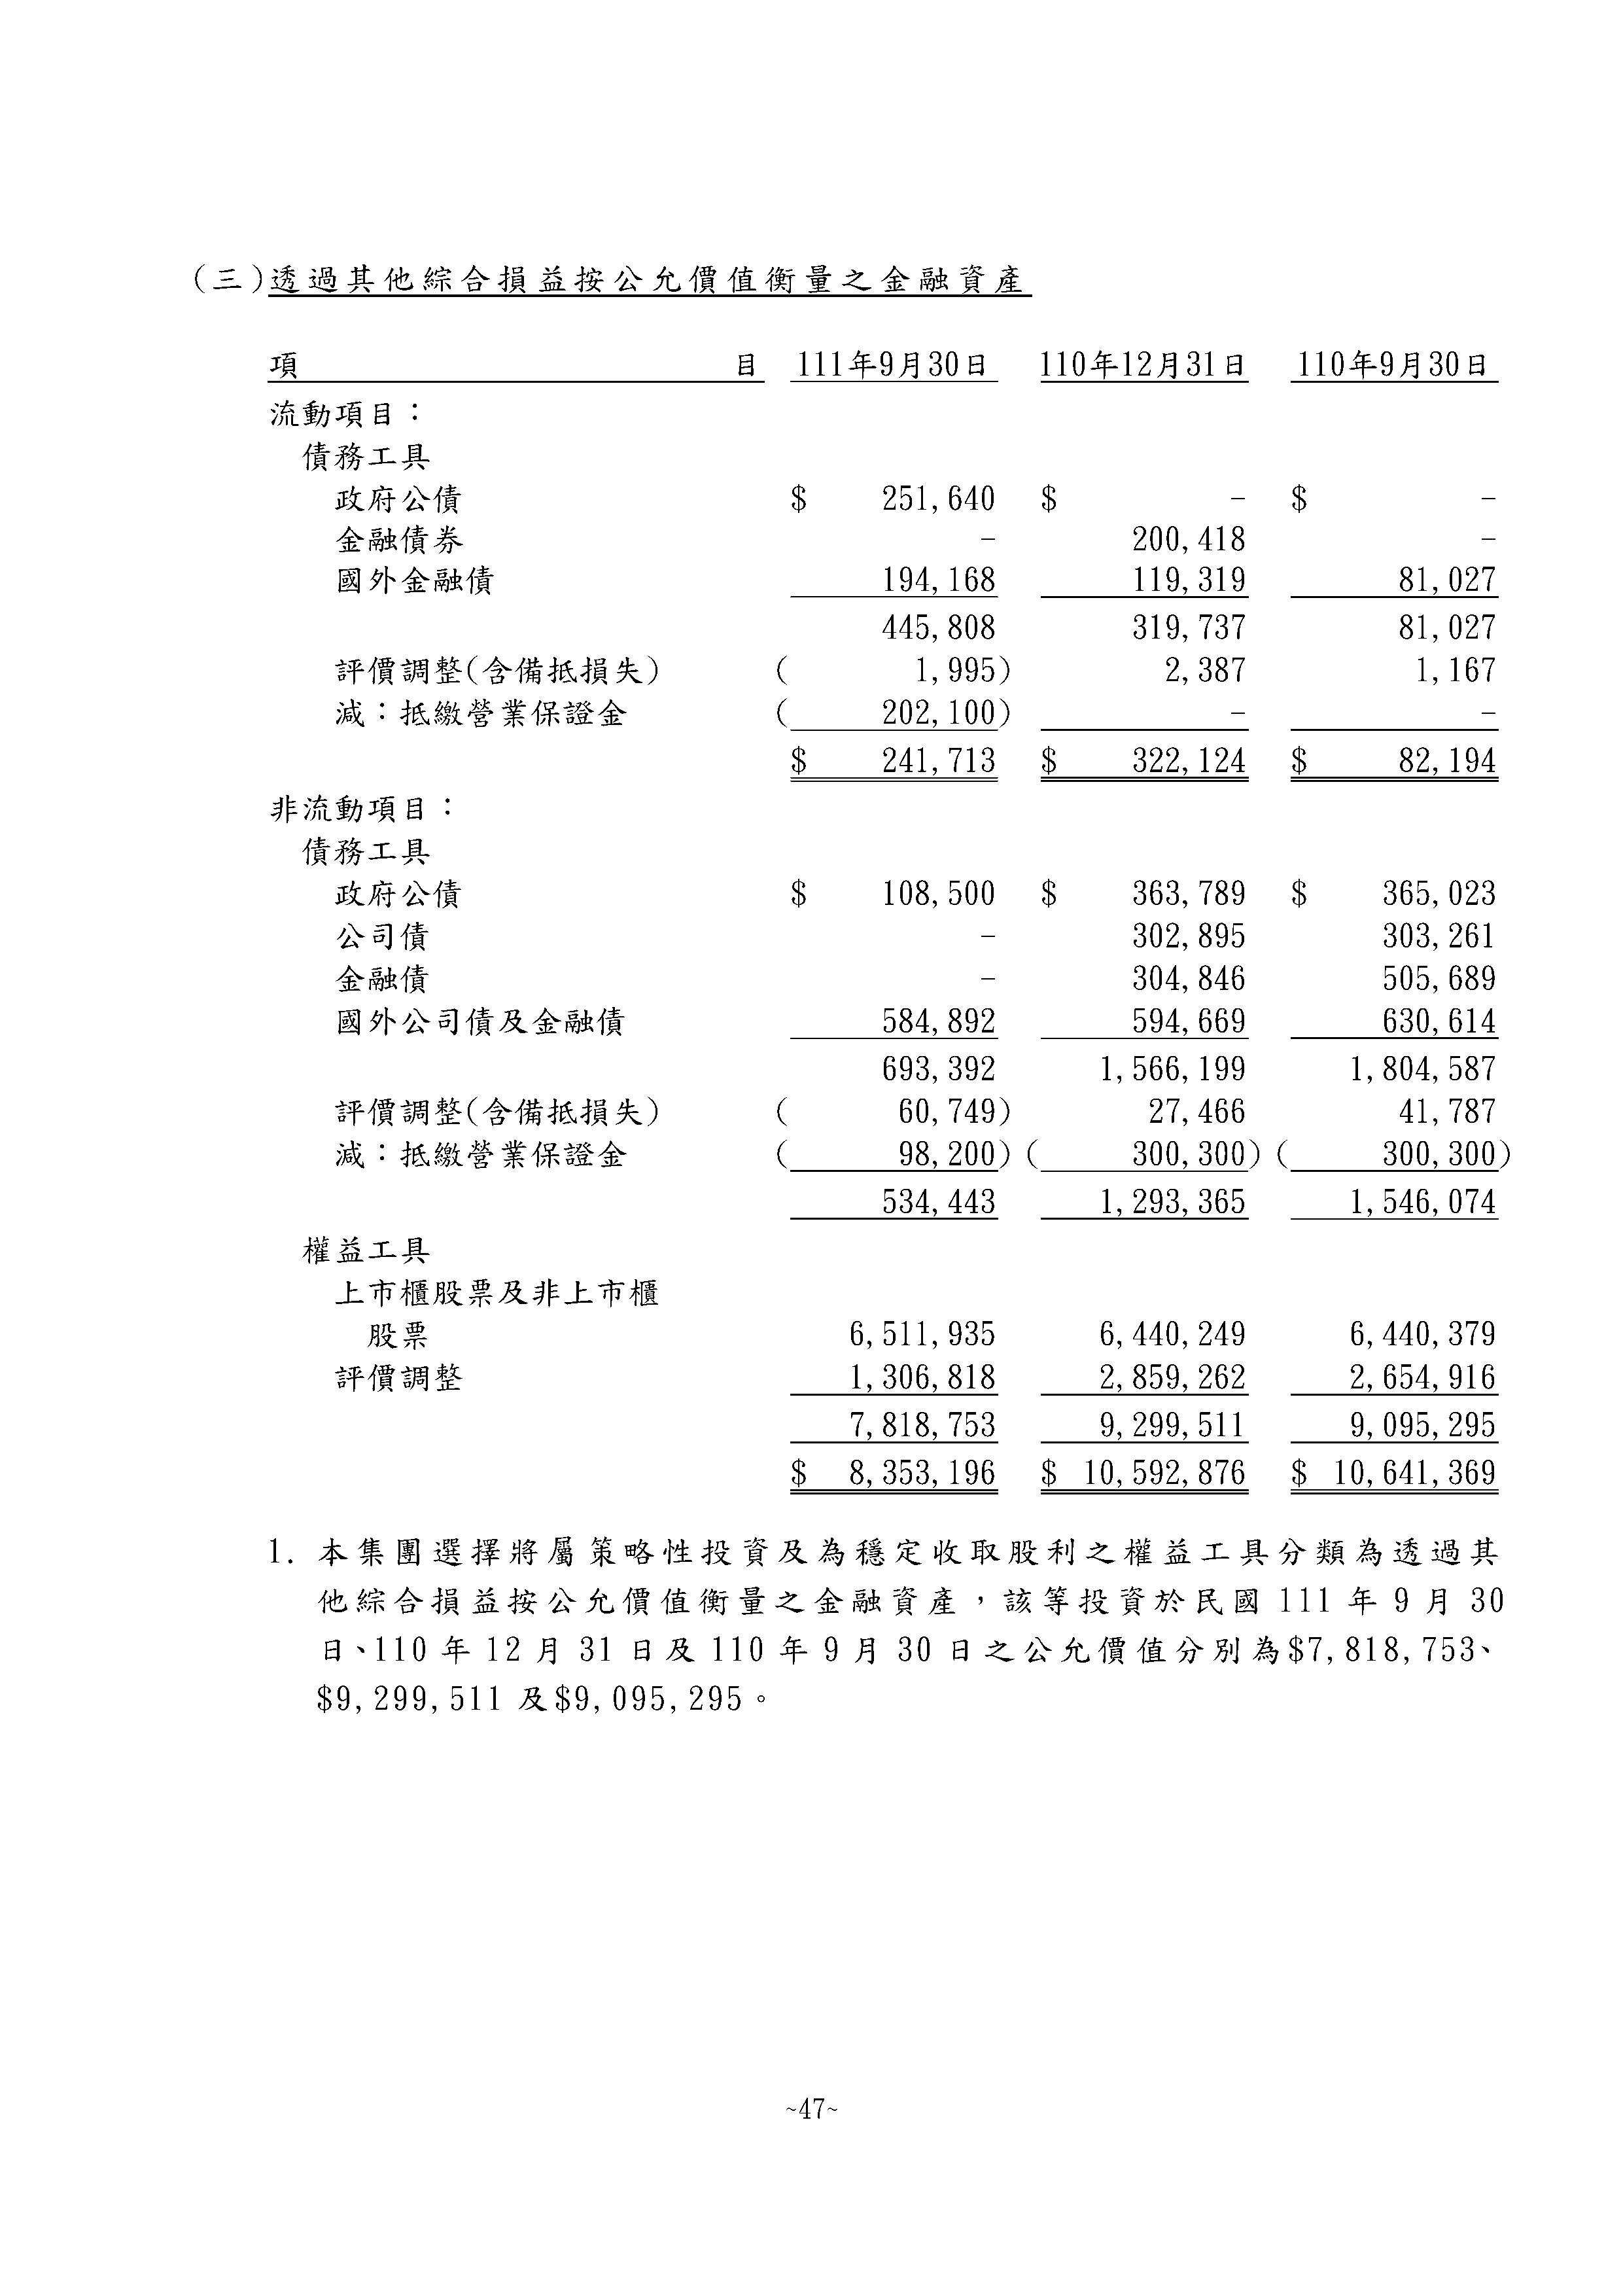 (三)透過其他綜合損益按公允價值衡量之金融資產
項 目 111年9月30日 110年12月31日 110年9月30日
流動項目：
債務工具
政府公債 $ 251,640 $ - $ -
金融債券 - 200,418 -
國外金融債 194,168 119,319 81,027
445,808 319,737 81,027
評價調整(含備抵損失) ( 1,995) 2,387 1,167
減：抵繳營業保證金 ( 202,100) - -
$ 241,713 $ 322,124 $ 82,194
非流動項目：
債務工具
政府公債 $ 108,500 $ 363,789 $ 365,023
公司債 - 302,895 303,261
金融債 - 304,846 505,689
國外公司債及金融債 584,892 594,669 630,614
693,392 1,566,199 1,804,587
評價調整(含備抵損失) ( 60,749) 27,466 41,787
減：抵繳營業保證金 ( 98,200) ( 300,300) ( 300,300)
534,443 1,293,365 1,546,074
權益工具
上市櫃股票及非上市櫃
股票 6,511,935 6,440,249 6,440,379
評價調整 1,306,818 2,859,262 2,654,916
7,818,753 9,299,511 9,095,295
$ 8,353,196 $ 10,592,876 $ 10,641,369
1. 本集團選擇將屬策略性投資及為穩定收取股利之權益工具分類為透過其
他綜合損益按公允價值衡量之金融資產，該等投資於民國 111 年 9 月 30
日、110 年 12 月 31 日及 110 年 9 月 30 日之公允價值分別為$7,818,753、
$9,299,511 及$9,095,295。
~47~